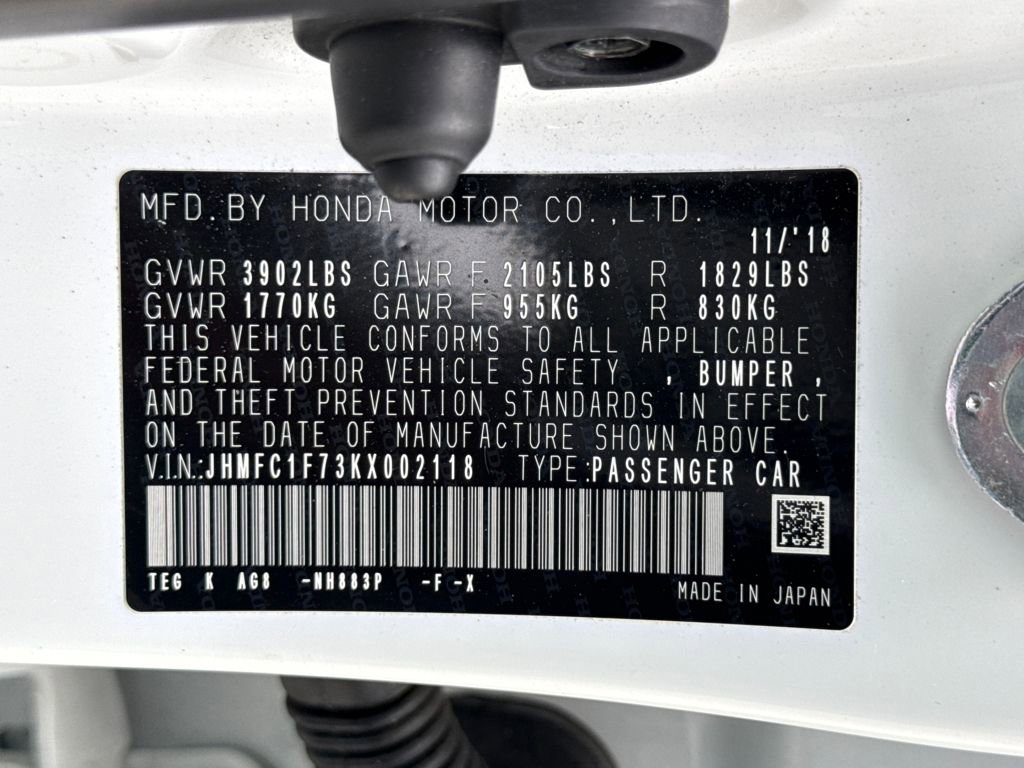 MFD.BY HONDA MOTOR CO.,LTD.
11/'18
GVWR 3902LBS GAWR F 2105LBS R 1829LBS
GVWR 1770KG GAWR F 955KG R 830KG
THIS VEHICLE CONFORMS TO ALL APPLICABLE
FEDERAL MOTOR VEHICLE SAFETY , BUMPER ,
AND THEFT PREVENTION STANDARDS IN EFFECT
ON THE DATE OF MANUFACTURE SHOWN ABOVE.
V.I.N.:JHMFC1F73KX002118 TYPE:PASSENGER CAR
TEG K AG8 -NH883P -F-X
MADE IN JAPAN